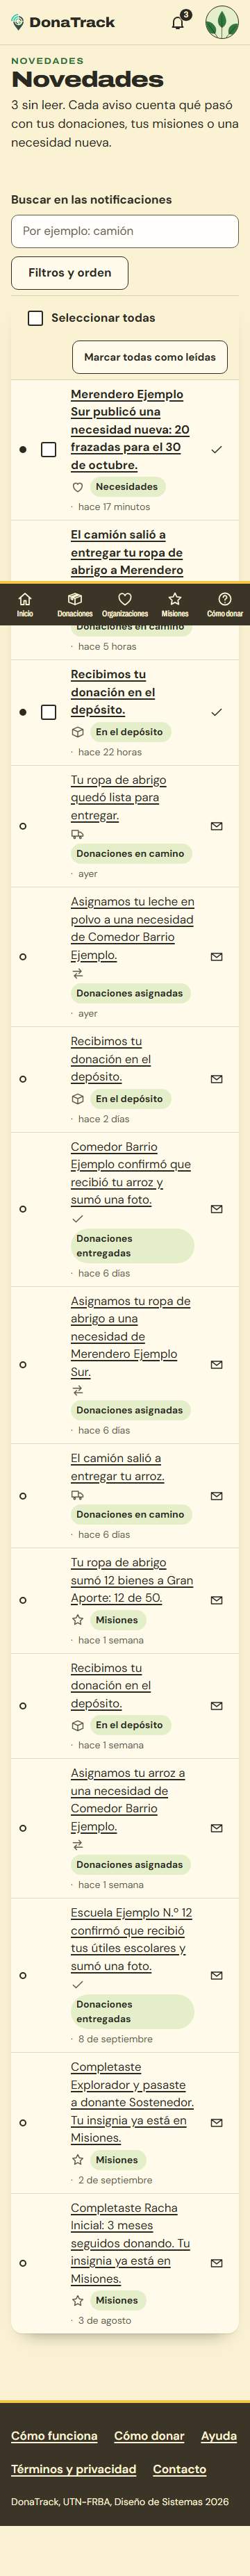 DonaTrack
3
NOVEDADES
Novedades
3 sin leer. Cada aviso cuenta qué pasó
con tus donaciones, tus misiones o una
necesidad nueva.
Buscar en las notificaciones
Por ejemplo: camión
Filtros y orden
Seleccionar todas
Marcar todas como leídas
Merendero Ejemplo
Sur publicó una
necesidad nueva: 20
frazadas para el 30
de octubre.
Necesidades
· hace 17 minutos
El camión salió a
entregar tu ropa de
abrigo a Merendero
Inicio
Donaciones
Organizaciones
Misiones
Cómo donar
Donaciones en camino
· hace 5 horas
Recibimos tu
donación en el
depósito.
En el depósito
· hace 22 horas
Tu ropa de abrigo
quedó lista para
entregar.
Donaciones en camino
· ayer
Asignamos tu leche en
polvo a una necesidad
de Comedor Barrio
Ejemplo.
Donaciones asignadas
· ayer
Recibimos tu
donación en el
depósito.
En el depósito
· hace 2 días
Comedor Barrio
Ejemplo confirmó que
recibió tu arroz y
sumó una foto.
Donaciones
entregadas
· hace 6 días
Asignamos tu ropa de
abrigo a una
necesidad de
Merendero Ejemplo
Sur.
Donaciones asignadas
· hace 6 días
El camión salió a
entregar tu arroz.
Donaciones en camino
· hace 6 días
Tu ropa de abrigo
sumó 12 bienes a Gran
Aporte: 12 de 50.
Misiones
· hace 1 semana
Recibimos tu
donación en el
depósito.
En el depósito
· hace 1 semana
Asignamos tu arroz a
una necesidad de
Comedor Barrio
Ejemplo.
Donaciones asignadas
· hace 1 semana
Escuela Ejemplo N.º 12
confirmó que recibió
tus útiles escolares y
sumó una foto.
Donaciones
entregadas
· 8 de septiembre
Completaste
Explorador y pasaste
a donante Sostenedor.
Tu insignia ya está en
Misiones.
Misiones
· 2 de septiembre
Completaste Racha
Inicial: 3 meses
seguidos donando. Tu
insignia ya está en
Misiones.
Misiones
· 3 de agosto
Cómo funciona
Cómo donar
Ayuda
Términos y privacidad
Contacto
DonaTrack, UTN-FRBA, Diseño de Sistemas 2026